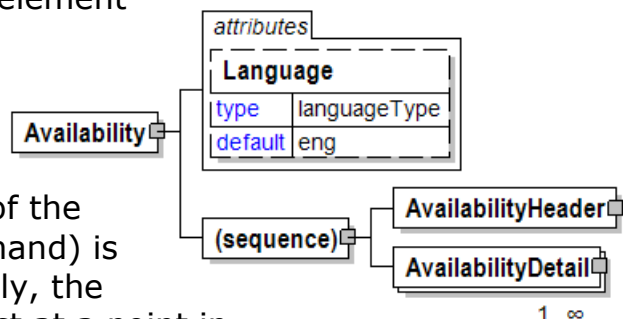 element
attributes
Language
type languageType
default eng
Availability
of the
(sequence)
AvailabilityHeader
hand) is
ly, the
AvailabilityDetail
1 ∞